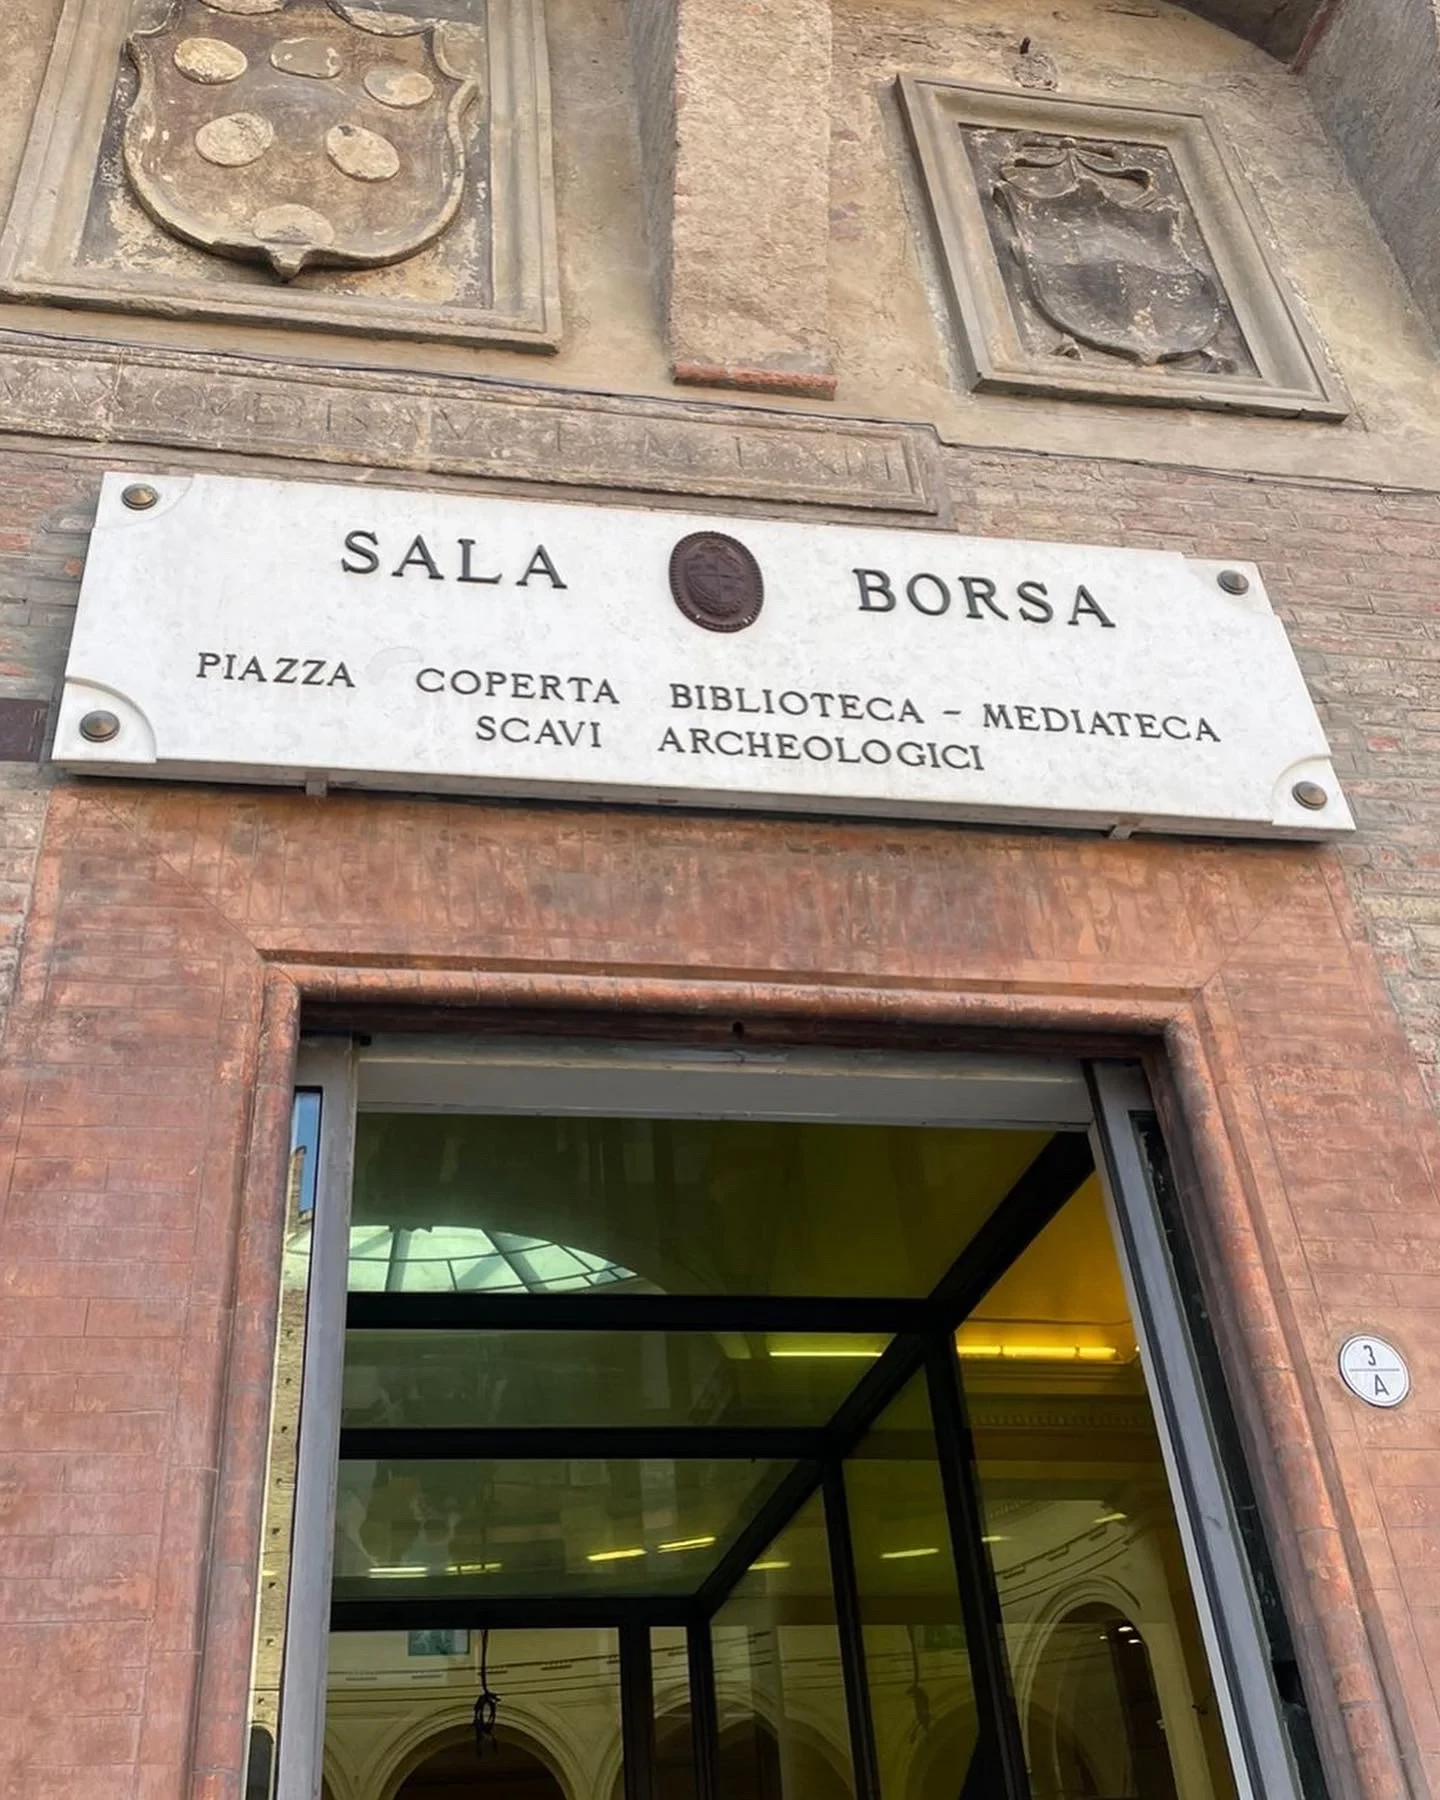 SALA BORSA
PIAZZA COPERTA BIBLIOTECA - MEDIATECA
SCAVI ARCHEOLOGICI
3
A